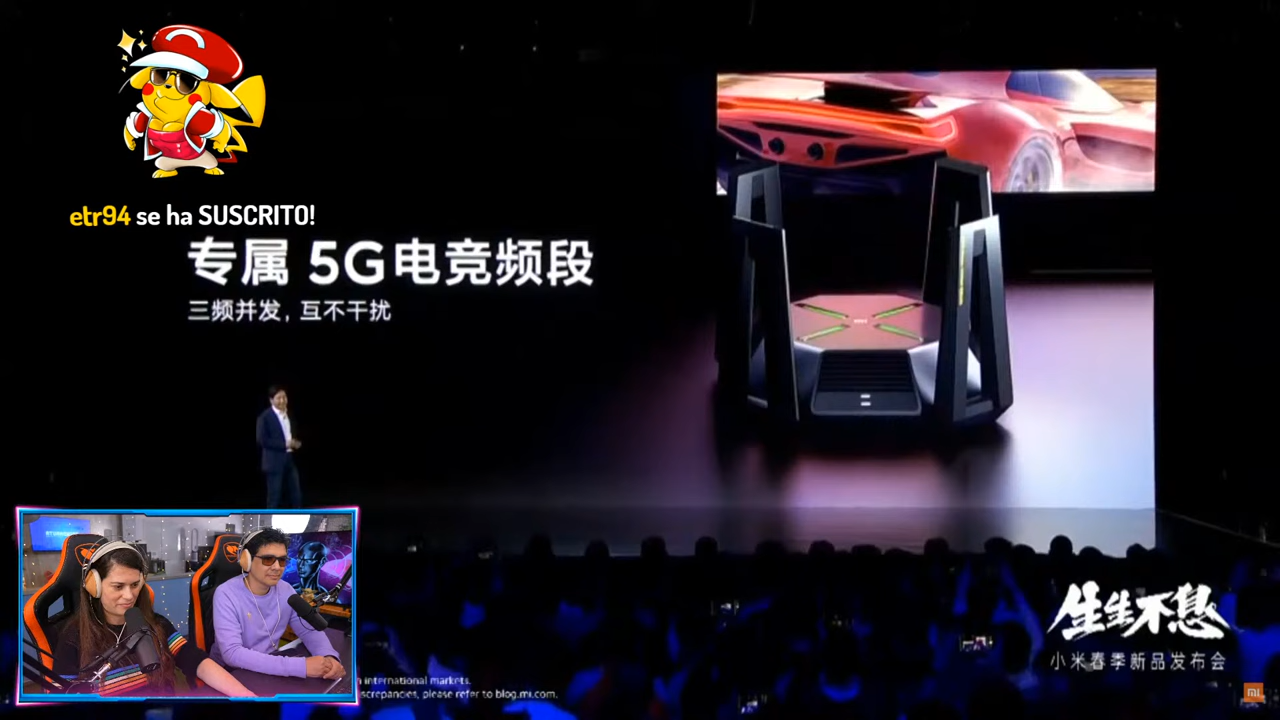 etr94 se ha SUSCRITO!
专属 5G电竞频段
三频并发，互不干扰
生生不息
小米春季新品发布会
international markets.
screpancies, please refer to blog.mi.com.
mi